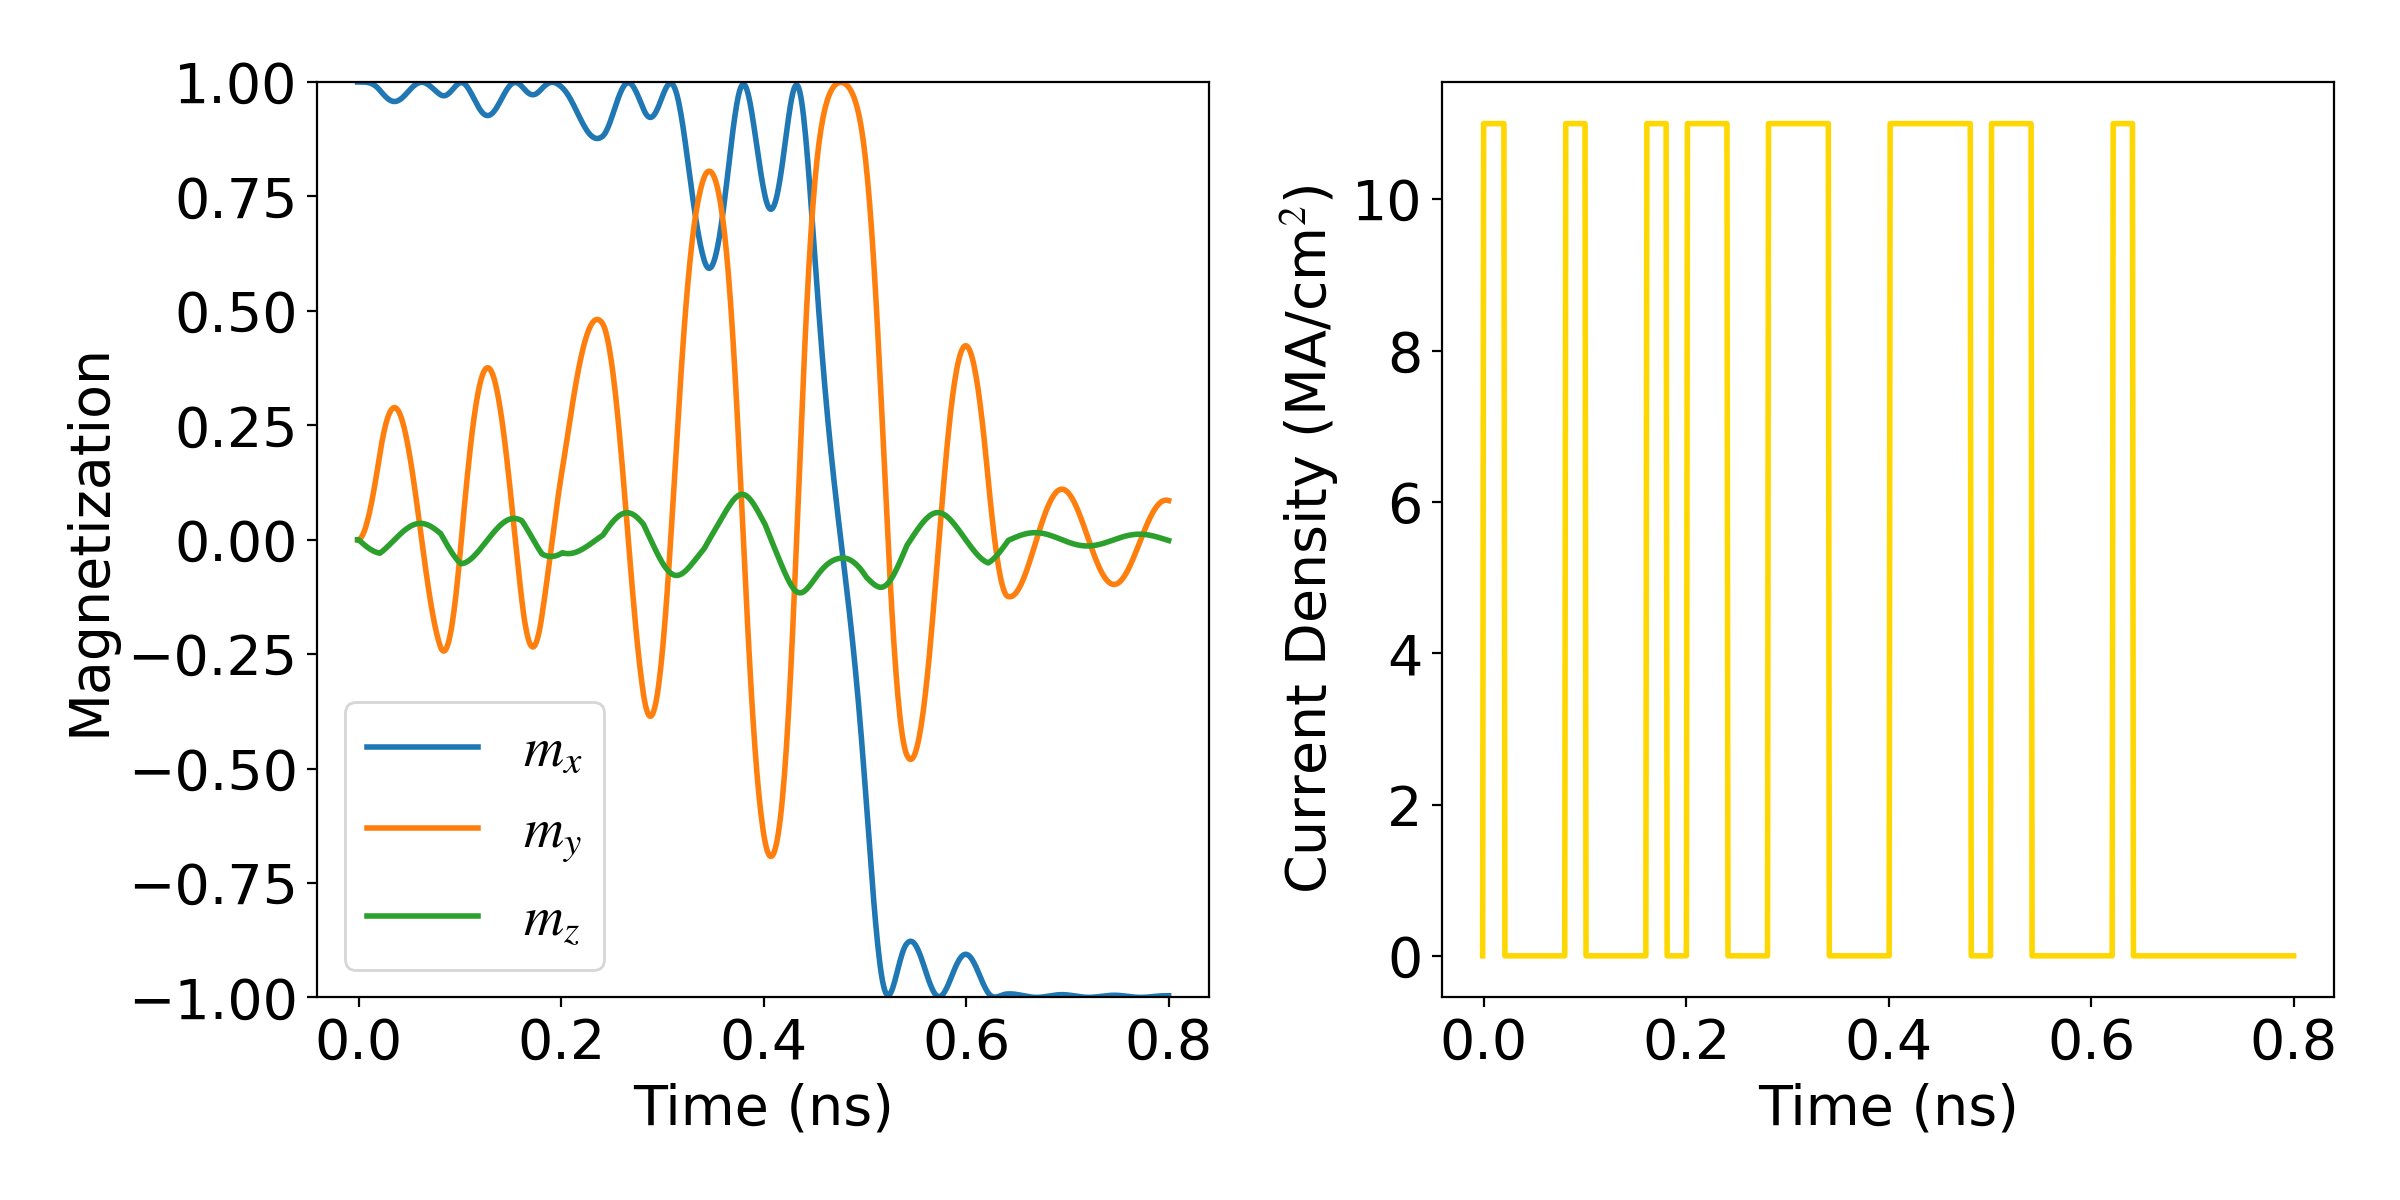 Magnetization
1.00
0.75
0.50
0.25
0.00
−0.25
−0.50
−0.75
−1.00
m_x
m_y
m_z
0.0 0.2 0.4 0.6 0.8
Time (ns)
Current Density (MA/cm²)
10
8
6
4
2
0
0.0 0.2 0.4 0.6 0.8
Time (ns)